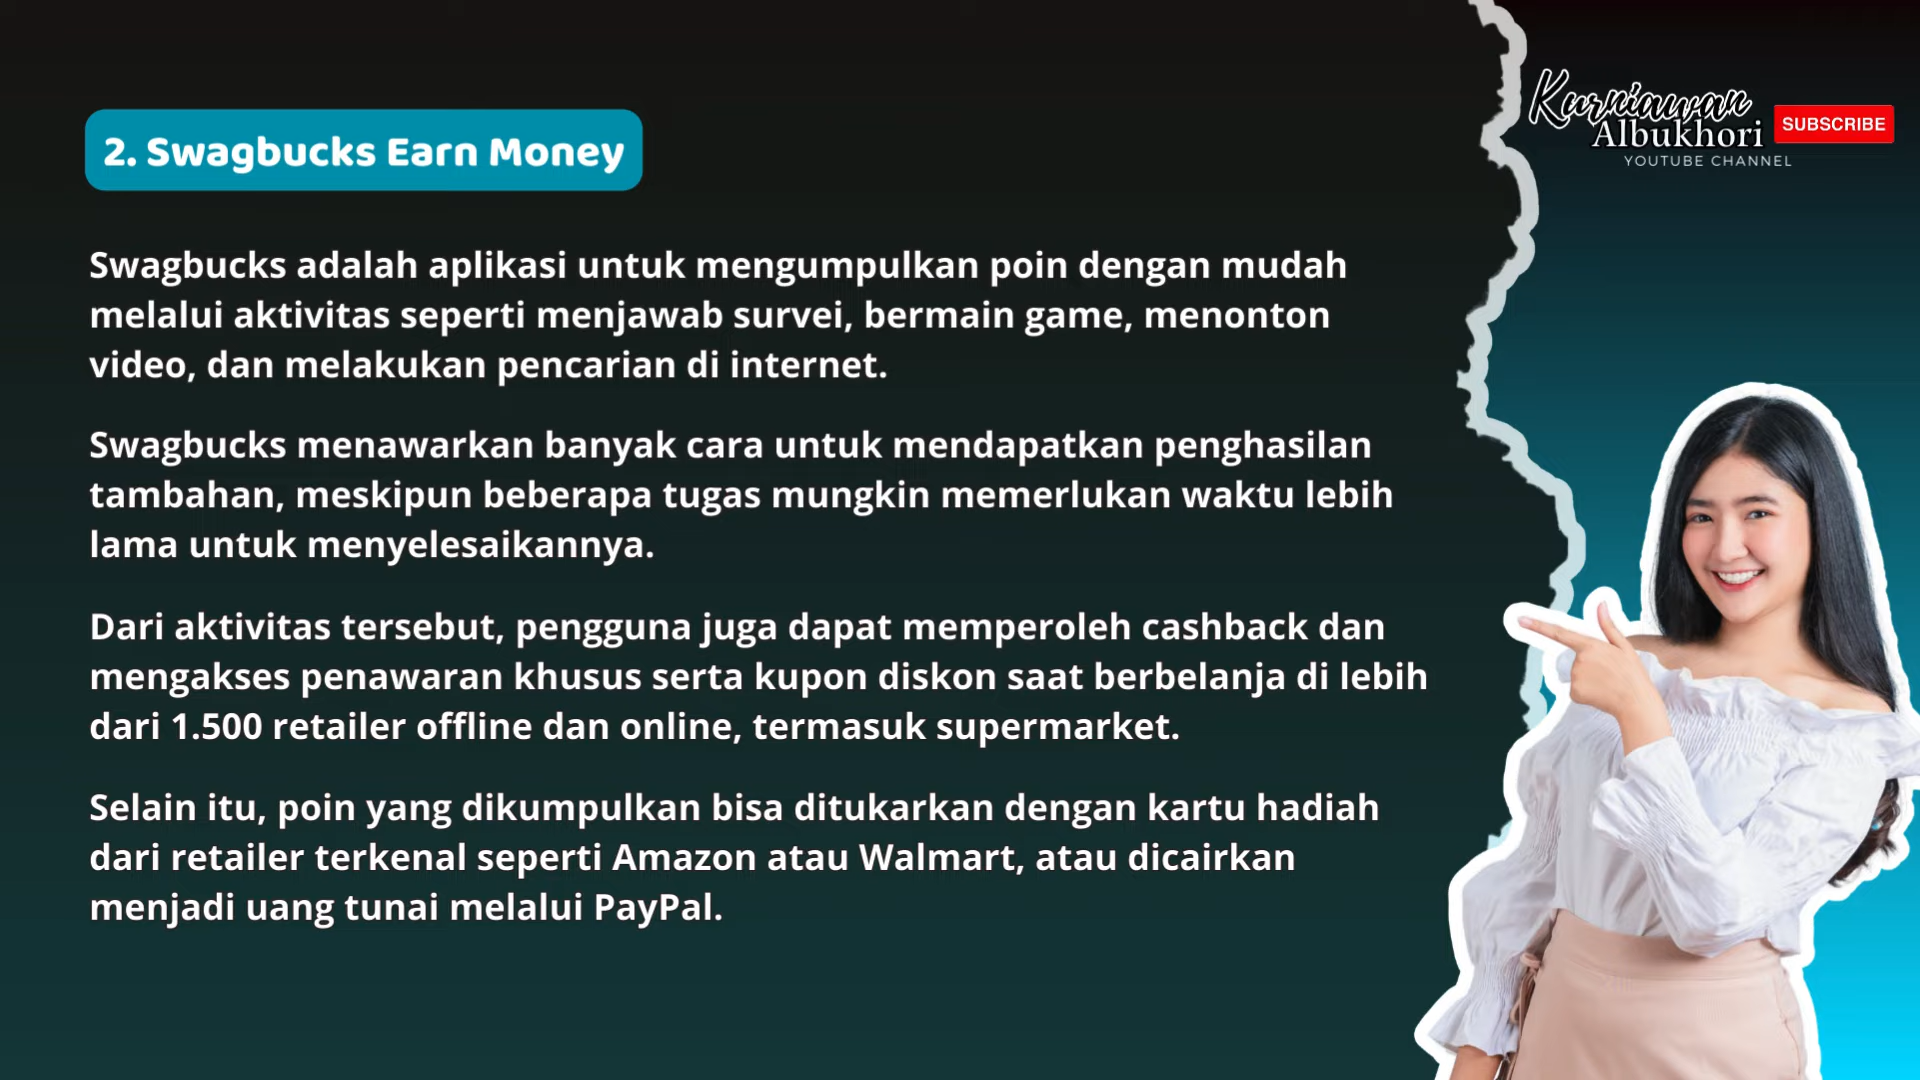 Kurniawan
Albukhori
SUBSCRIBE
YOUTUBE CHANNEL
2. Swagbucks Earn Money
Swagbucks adalah aplikasi untuk mengumpulkan poin dengan mudah
melalui aktivitas seperti menjawab survei, bermain game, menonton
video, dan melakukan pencarian di internet.
Swagbucks menawarkan banyak cara untuk mendapatkan penghasilan
tambahan, meskipun beberapa tugas mungkin memerlukan waktu lebih
lama untuk menyelesaikannya.
Dari aktivitas tersebut, pengguna juga dapat memperoleh cashback dan
mengakses penawaran khusus serta kupon diskon saat berbelanja di lebih
dari 1.500 retailer offline dan online, termasuk supermarket.
Selain itu, poin yang dikumpulkan bisa ditukarkan dengan kartu hadiah
dari retailer terkenal seperti Amazon atau Walmart, atau dicairkan
menjadi uang tunai melalui PayPal.